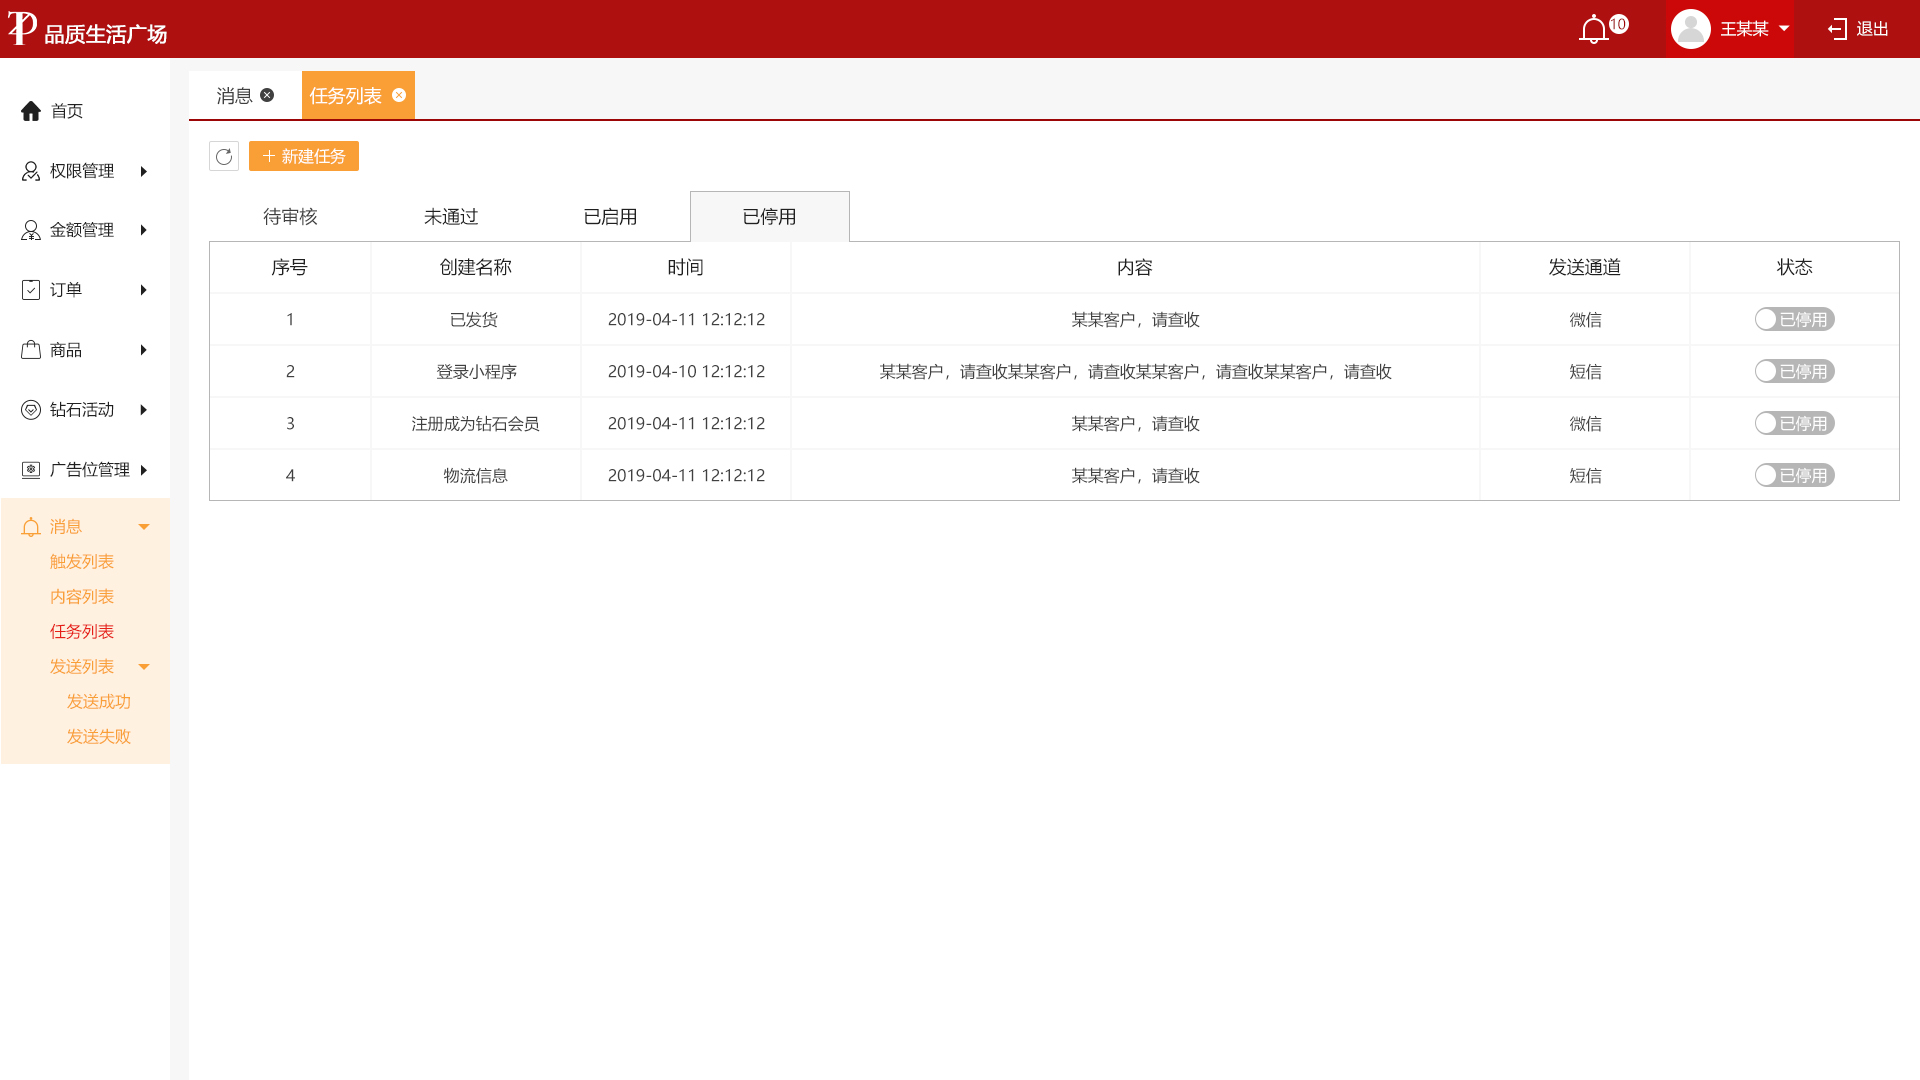 品质生活广场
10
王某某
退出
首页
权限管理
金额管理
订单
商品
钻石活动
广告位管理
消息
触发列表
内容列表
任务列表
发送列表
发送成功
发送失败
消息
任务列表
新建任务
待审核 未通过 已启用 已停用
序号 创建名称 时间 内容 发送通道 状态
1 已发货 2019-04-11 12:12:12 某某客户，请查收 微信 已停用
2 登录小程序 2019-04-10 12:12:12 某某客户，请查收某某客户，请查收某某客户，请查收某某客户，请查收 短信 已停用
3 注册成为钻石会员 2019-04-11 12:12:12 某某客户，请查收 微信 已停用
4 物流信息 2019-04-11 12:12:12 某某客户，请查收 短信 已停用